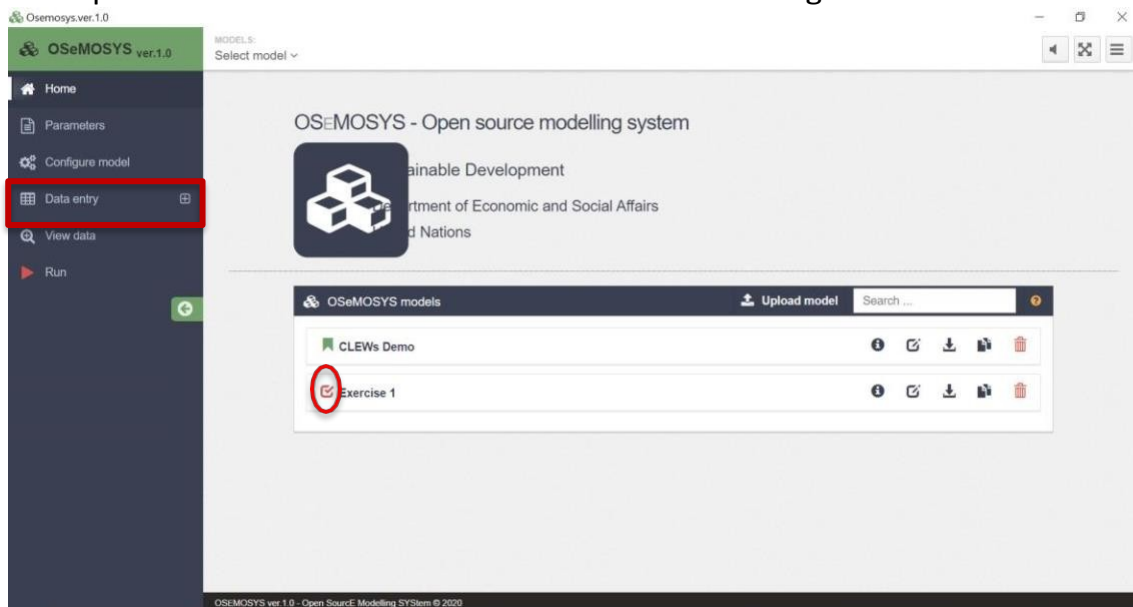 Osemosys.ver.1.0
OSeMOSYS ver.1.0
MODELS:
Select model
Home
Parameters
Configure model
Data entry
View data
Run
OSEMOSYS - Open source modelling system
ainable Development
rtment of Economic and Social Affairs
d Nations
OSeMOSYS models
Upload model
Search ...
CLEWs Demo
Exercise 1
OSEMOSYS ver.1.0 - Open SourcE Modelling SYStem © 2020